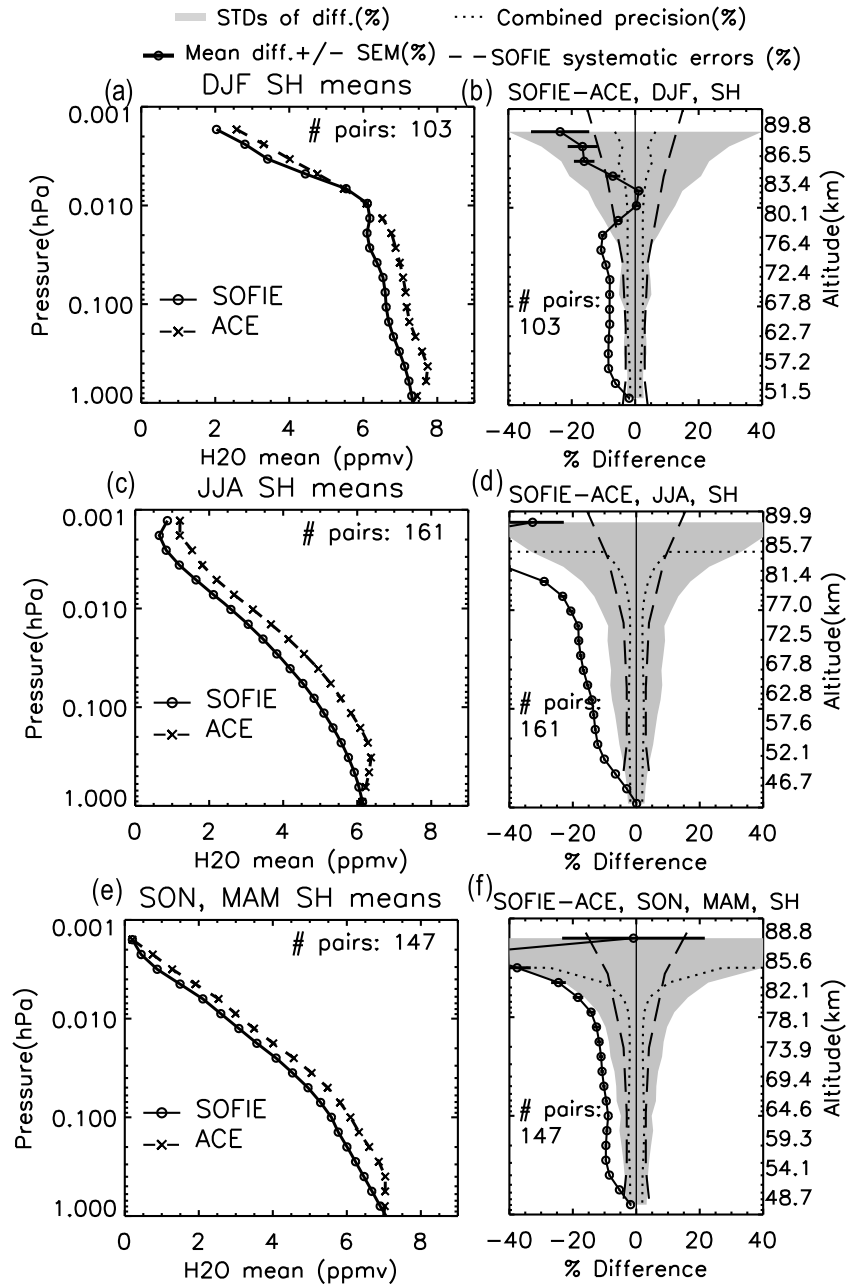 STDs of diff.(%)
Combined precision(%)
Mean diff.+/- SEM(%)
SOFIE systematic errors (%)
(a)
DJF SH means
# pairs: 103
0.001
0.010
0.100
1.000
Pressure(hPa)
SOFIE
ACE
0 2 4 6 8
H2O mean (ppmv)
(b)
SOFIE-ACE, DJF, SH
# pairs:
103
89.8
86.5
83.4
80.1
76.4
72.4
67.8
62.7
57.2
51.5
Altitude(km)
-40 -20 0 20 40
% Difference
(c)
JJA SH means
# pairs: 161
0.001
0.010
0.100
1.000
Pressure(hPa)
SOFIE
ACE
0 2 4 6 8
H2O mean (ppmv)
(d)
SOFIE-ACE, JJA, SH
# pairs:
161
89.9
85.7
81.4
77.0
72.5
67.8
62.8
57.6
52.1
46.7
Altitude(km)
-40 -20 0 20 40
% Difference
(e)
SON, MAM SH means
# pairs: 147
0.001
0.010
0.100
1.000
Pressure(hPa)
SOFIE
ACE
0 2 4 6 8
H2O mean (ppmv)
(f)
SOFIE-ACE, SON, MAM, SH
# pairs:
147
88.8
85.6
82.1
78.1
73.9
69.4
64.6
59.3
54.1
48.7
Altitude(km)
-40 -20 0 20 40
% Difference